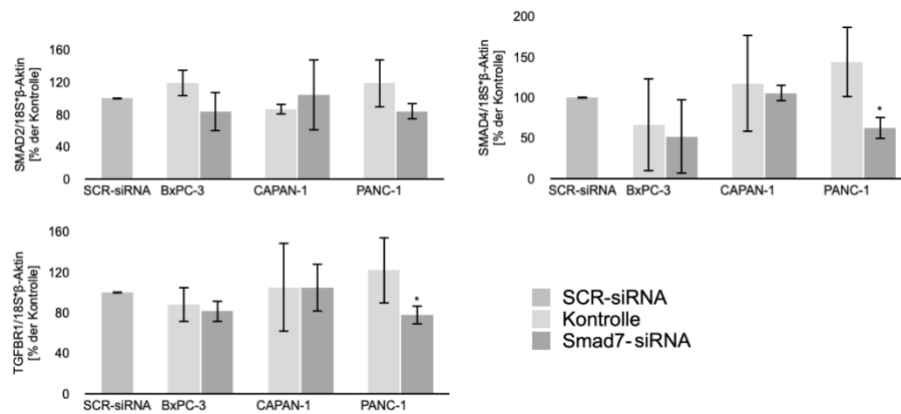 SMAD2/18S*β-Aktin
[% der Kontrolle]
160
120
80
40
0
SCR-siRNA BxPC-3 CAPAN-1 PANC-1
SMAD4/18S*β-Aktin
[% der Kontrolle]
200
150
100
50
0
*
SCR-siRNA BxPC-3 CAPAN-1 PANC-1
TGFBR1/18S*β-Aktin
[% der Kontrolle]
160
120
80
40
0
*
SCR-siRNA BxPC-3 CAPAN-1 PANC-1
SCR-siRNA
Kontrolle
Smad7-siRNA